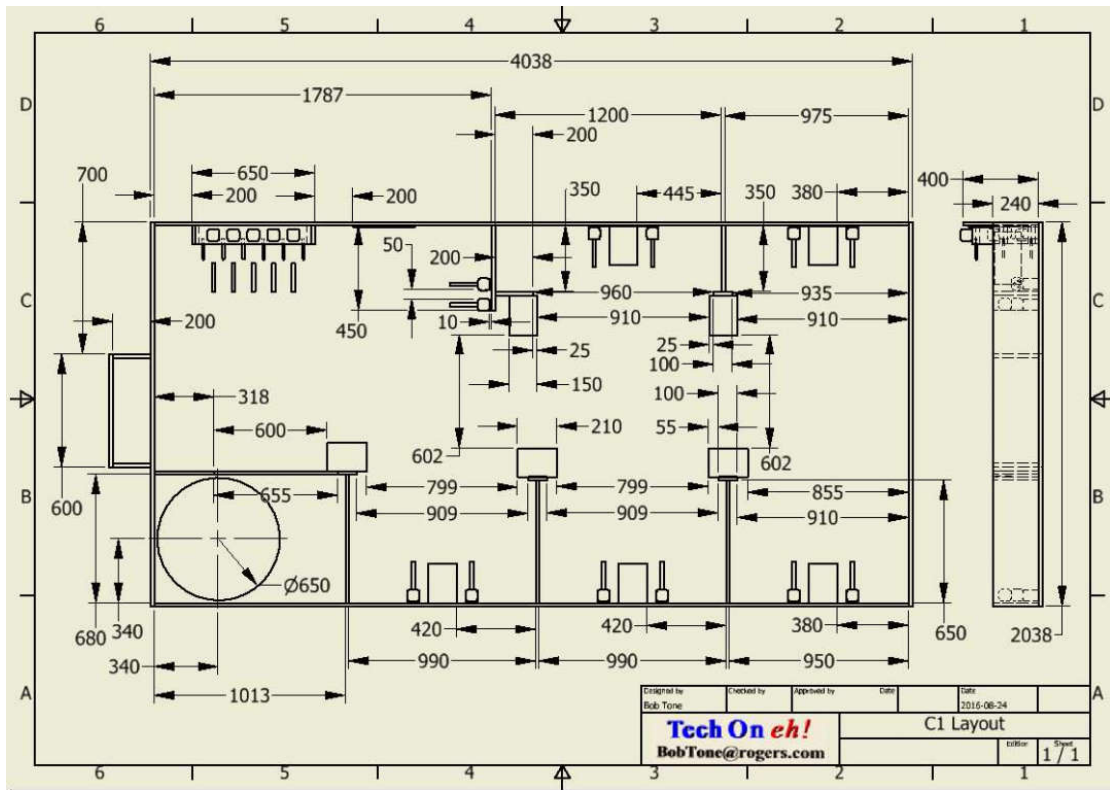 6 5 4 3 2 1
4038
D D
1787
1200 975
200
700 650 400
200 200 350 445 350 380 240
50
200
C C
960 935
200 450 10 910 910
25 25
100
318 150 100
600 210 55
602 602
B B
799 799 855
600 655 909 909 910
Ø650
340
680 420 420 380 650
2038
340 990 990 950
A 1013 A
Designed by Checked by Approved by Date Date
Bob Tone 2016-08-24
Tech On eh! C1 Layout
BobTone@rogers.com Edition Sheet
1 / 1
6 5 4 3 2 1